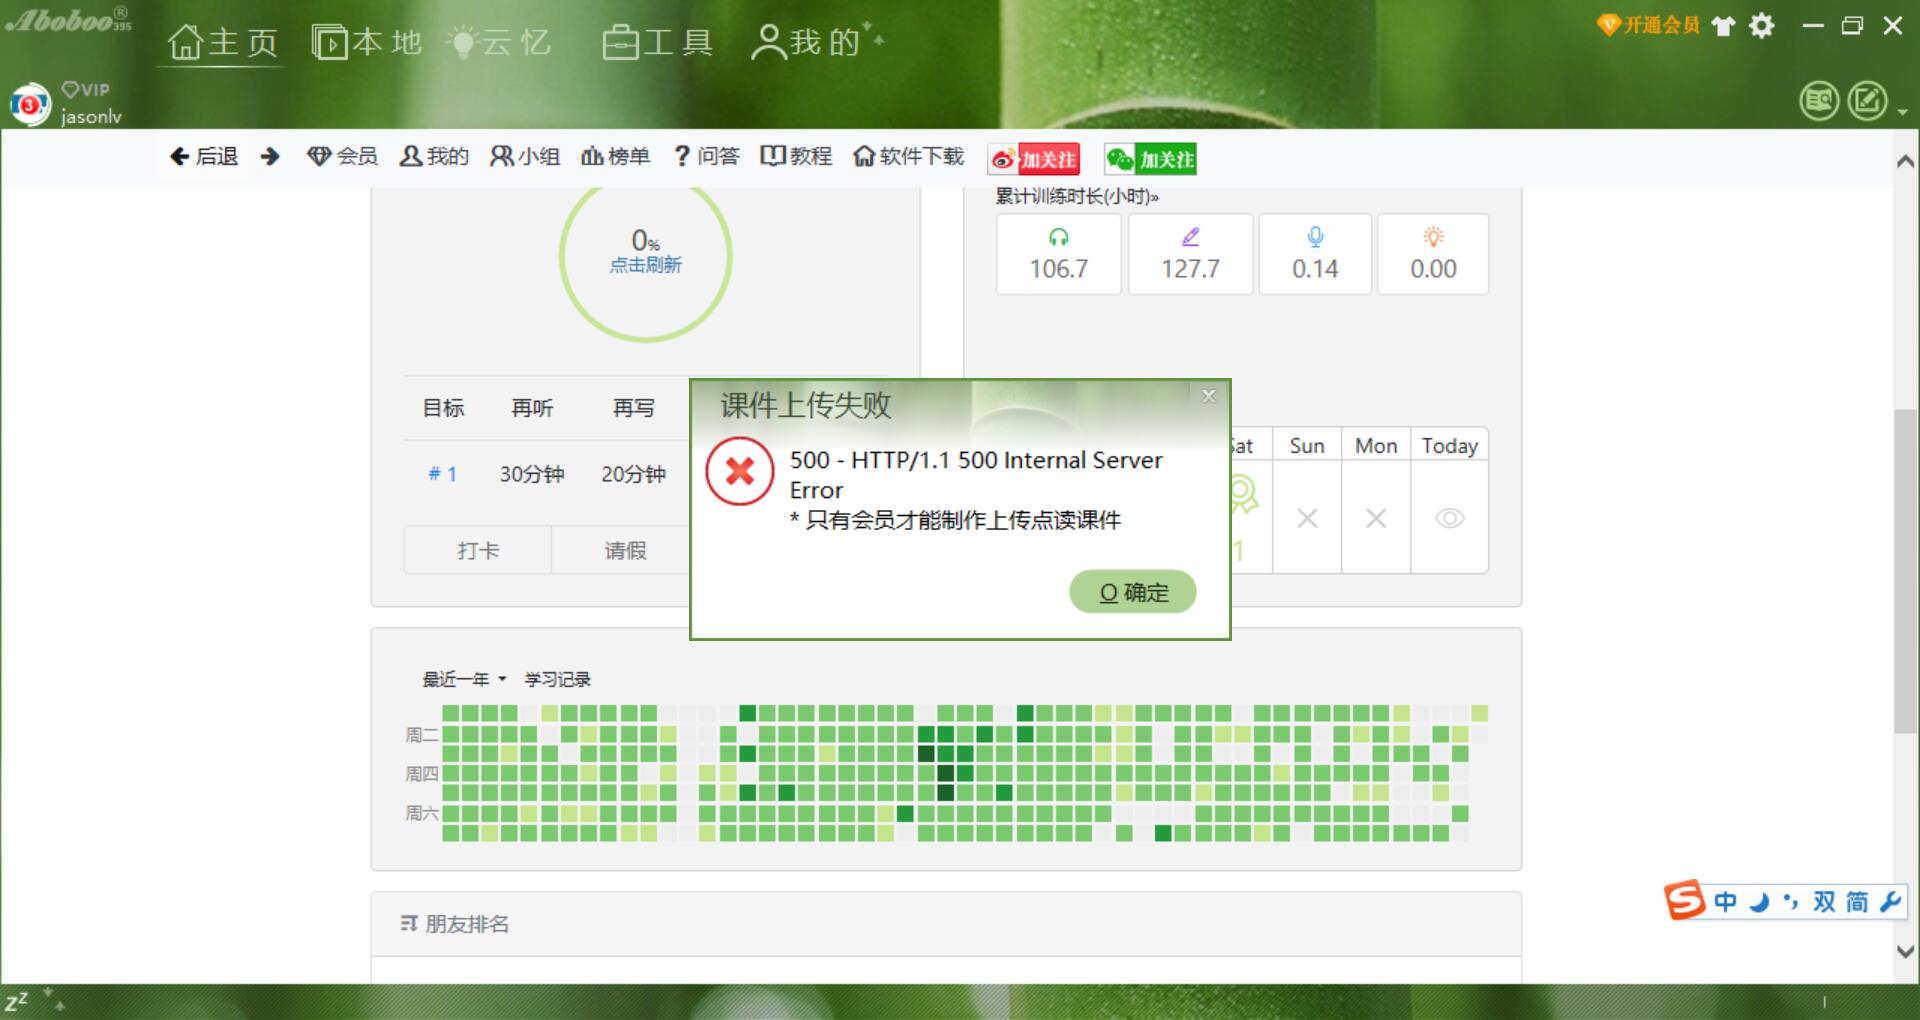 Aboboo® 395
主页
本地
云忆
工具
我的
开通会员
VIP
jasonlv
后退
会员
我的
小组
榜单
? 问答
教程
软件下载
加关注
加关注
累计训练时长(小时)»
0%
点击刷新
106.7
127.7
0.14
0.00
目标 再听 再写
# 1 30分钟 20分钟
打卡 请假
Sun Mon Today
1
课件上传失败
500 - HTTP/1.1 500 Internal Server
Error
* 只有会员才能制作上传点读课件
O 确定
最近一年 学习记录
周二
周四
周六
朋友排名
S 中 双 简
zZ